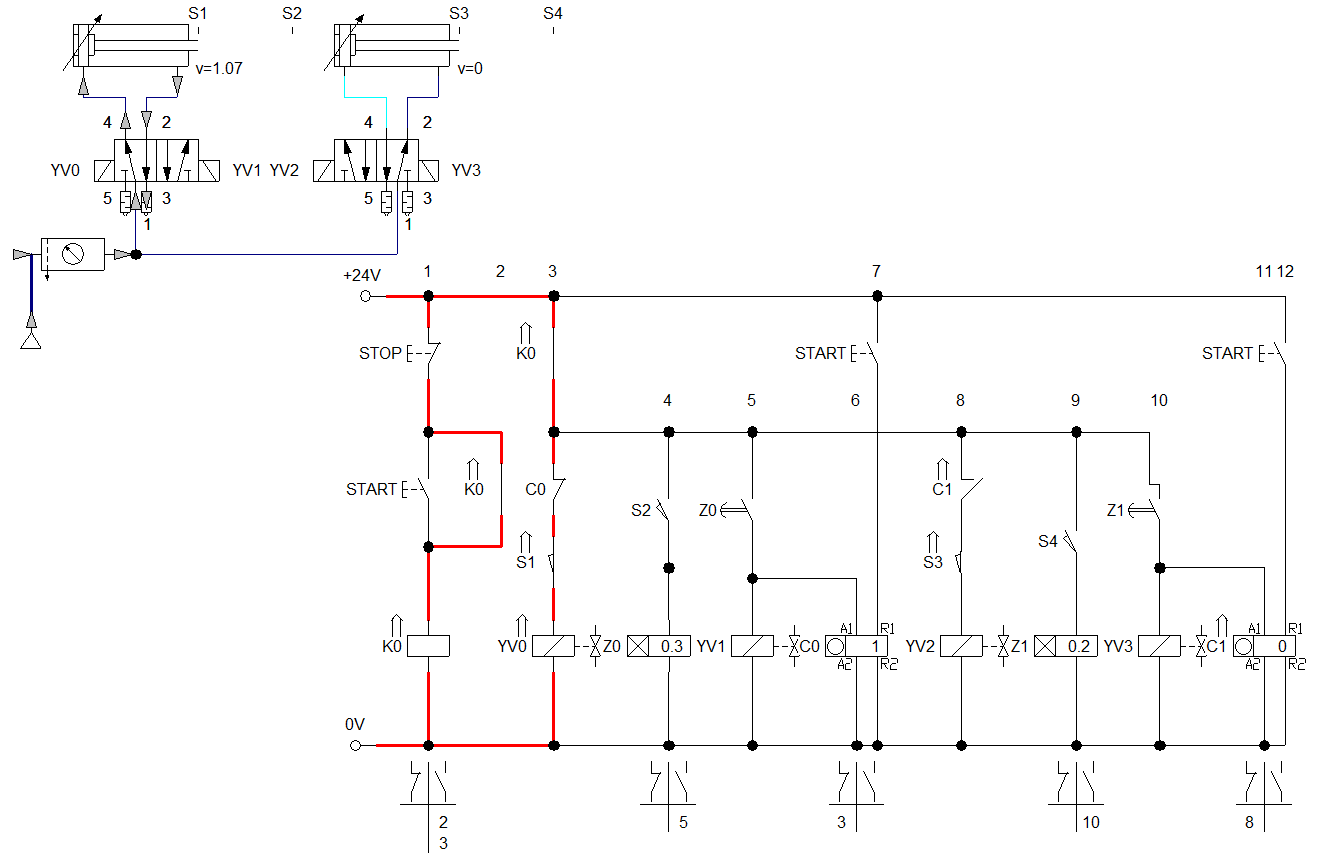 S1 S2 S3 S4
v=1.07 v=0
4 2 4 2
YV0 YV1 YV2 YV3
5 3 5 3
1 1
1 2 3 7 11 12
+24V
K0
STOP START START
4 5 6 8 9 10
START K0 C0 C1
S2 Z0 Z1
S4
S1 S3
A1 R1 A1 R1
K0 YV0 Z0 0.3 YV1 C0 1 YV2 Z1 0.2 YV3 C1 0
A2 R2 A2 R2
0V
2 5 3 10 8
3